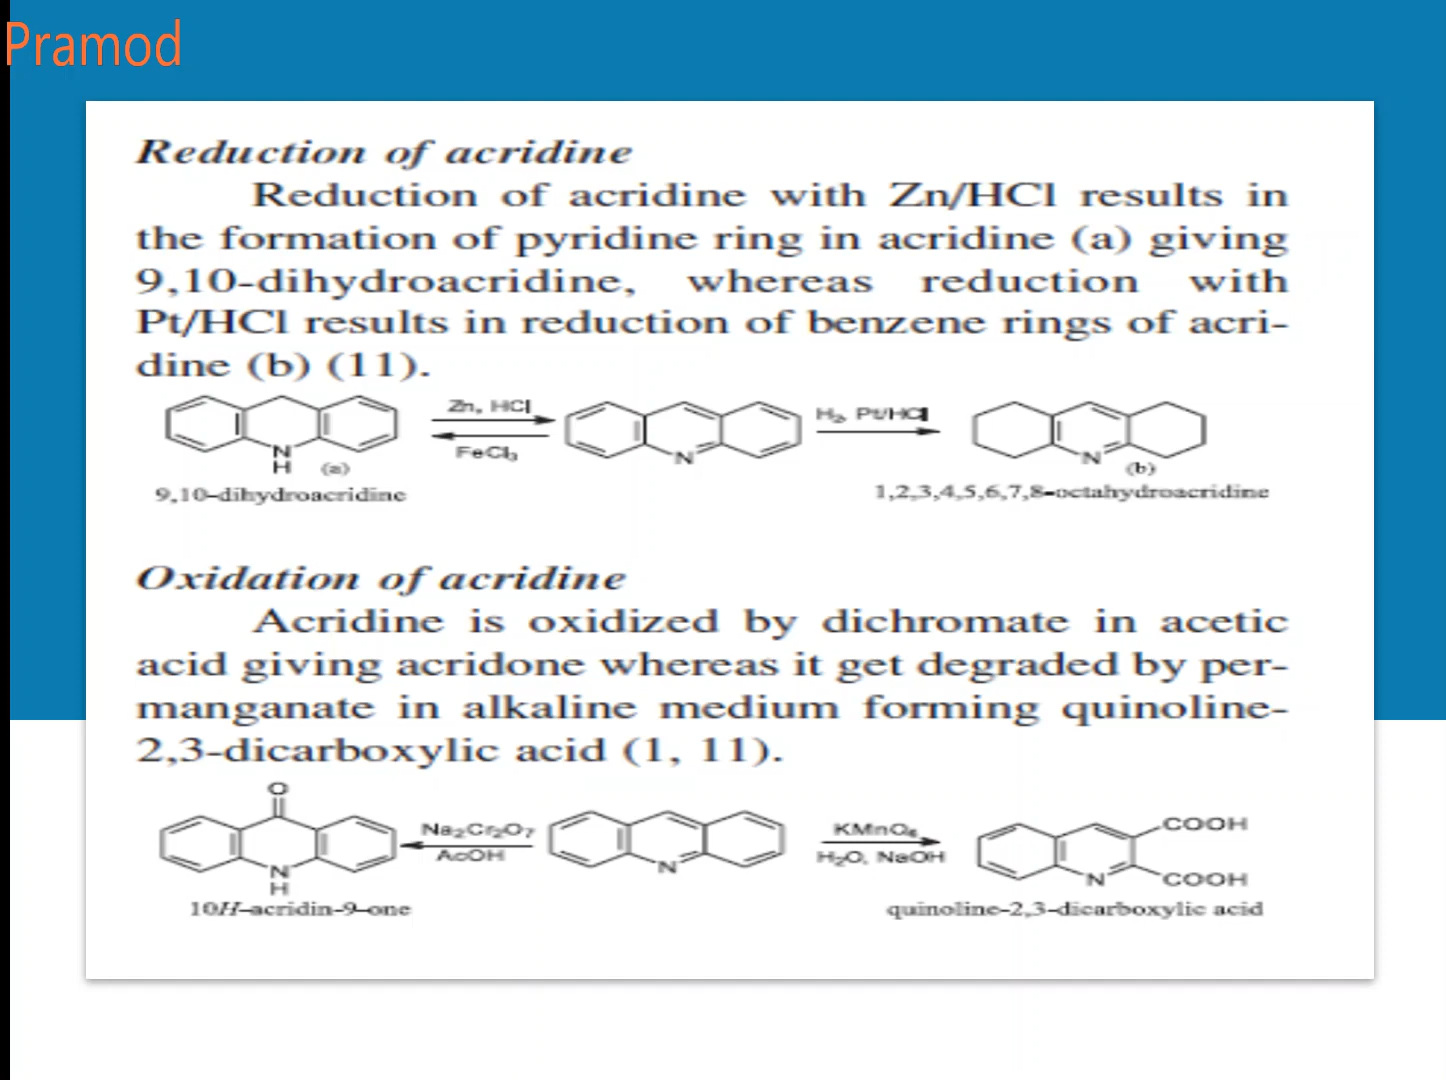 Pramod
Reduction of acridine
Reduction of acridine with Zn/HCl results in
the formation of pyridine ring in acridine (a) giving
9,10-dihydroacridine, whereas reduction with
Pt/HCl results in reduction of benzene rings of acri-
dine (b) (11).
Zn, HCl
H₂, Pt/HCl
FeCl₃
N
H
(a)
N
N
(b)
9,10-dihydroacridine
1,2,3,4,5,6,7,8-octahydroacridine
Oxidation of acridine
Acridine is oxidized by dichromate in acetic
acid giving acridone whereas it get degraded by per-
manganate in alkaline medium forming quinoline-
2,3-dicarboxylic acid (1, 11).
O
Na₂Cr₂O₇
AcOH
H₂O, NaOH
COOH
COOH
N
H
N
N
10H-acridin-9-one
quinoline-2,3-dicarboxylic acid